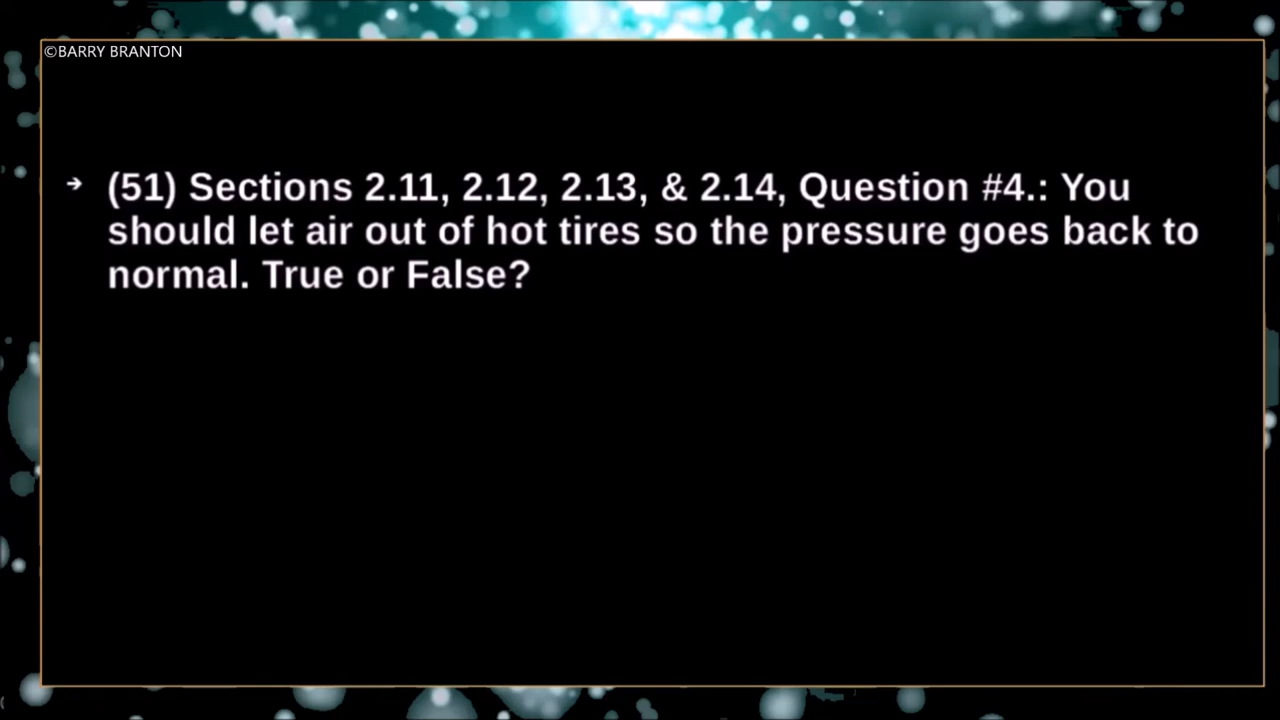 ©BARRY BRANTON
➔ (51) Sections 2.11, 2.12, 2.13, & 2.14, Question #4.: You
should let air out of hot tires so the pressure goes back to
normal. True or False?